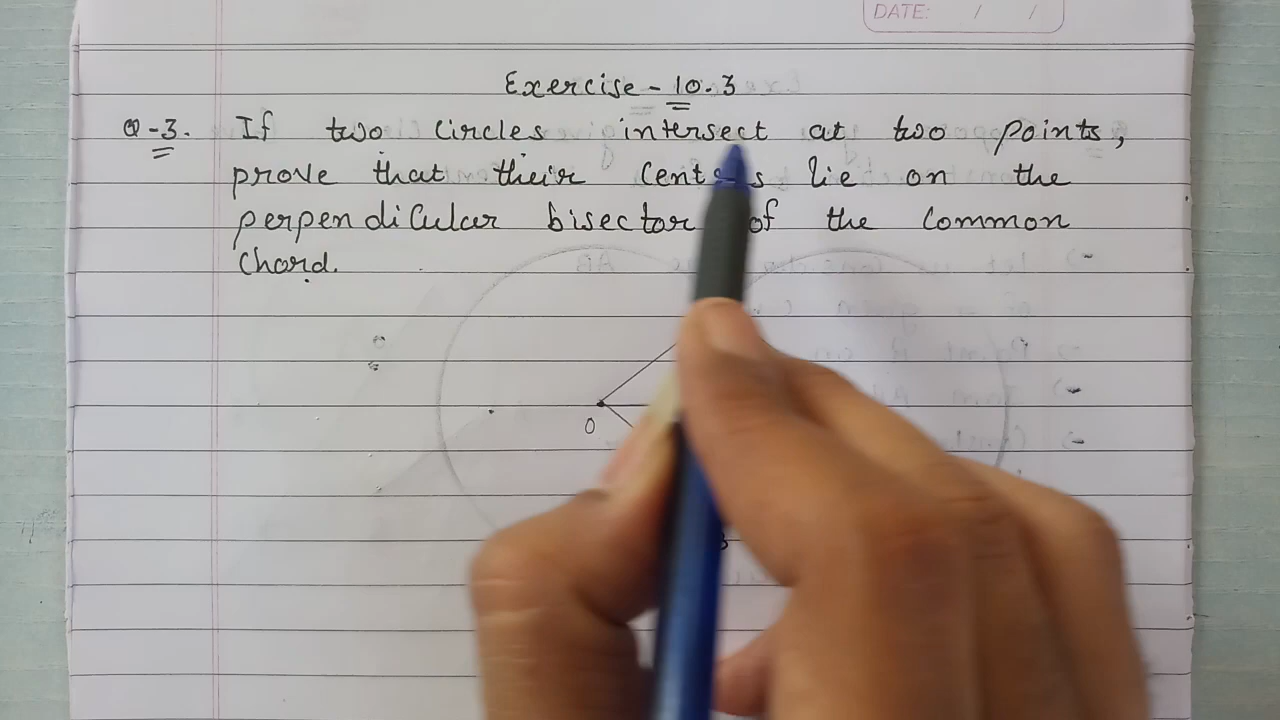 DATE: / /
Exercise - 10.3
Q-3. If two circles intersect at two points,
prove that their lie on the
perpendicular bisector of the common
chord.
O